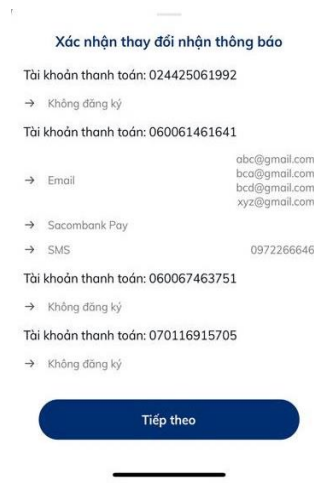 Xác nhận thay đổi nhận thông báo
Tài khoản thanh toán: 024425061992
→ Không đăng ký
Tài khoản thanh toán: 060061461641
abc@gmail.com
bca@gmail.com
→ Email
bcd@gmail.com
xyz@gmail.com
→ Sacombank Pay
→ SMS 0972266646
Tài khoản thanh toán: 060067463751
→ Không đăng ký
Tài khoản thanh toán: 070116915705
→ Không đăng ký
Tiếp theo